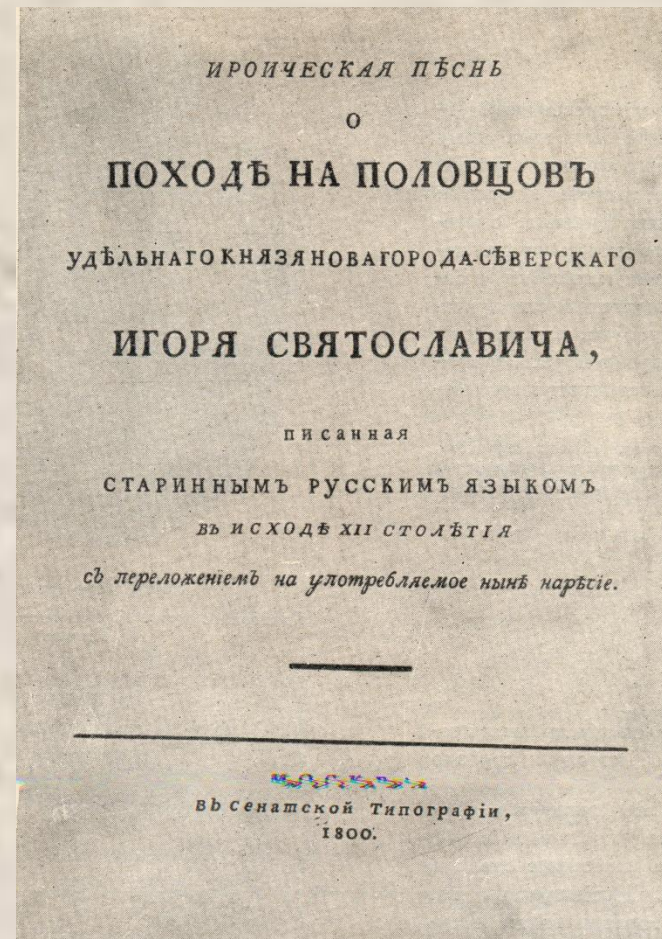 ИРОИЧЕСКАЯ ПѢСНЬ
О
ПОХОДѢ НА ПОЛОВЦОВЪ
УДѢЛЬНАГО КНЯЗЯ НОВАГОРОДА-СѢВЕРСКАГО
ИГОРЯ СВЯТОСЛАВИЧА,
писанная
СТАРИННЫМЪ РУССКИМЪ ЯЗЫКОМЪ
въ ИСХОДѢ XII СТОЛѢТІЯ
съ переложеніемъ на употребляемое нынѣ нарѣчіе.
Въ Сенатской Типографіи,
1800.